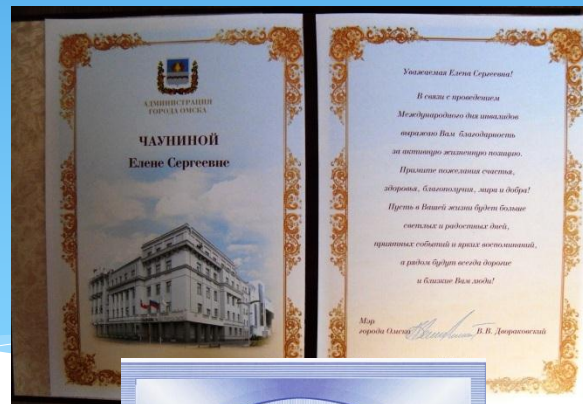 АДМИНИСТРАЦИЯ
ГОРОДА ОМСКА
ЧАУНИНОЙ
Елене Сергеевне
Уважаемая Елена Сергеевна!
В связи с проведением
Международного дня инвалидов
выражаю Вам благодарность
за активную жизненную позицию.
Примите пожелания счастья,
здоровья, благополучия, мира и добра!
Пусть в Вашей жизни будет больше
светлых и радостных дней,
приятных событий и ярких воспоминаний,
а рядом будут всегда дорогие
и близкие Вам люди!
Мэр
города Омска В.В. Двораковский